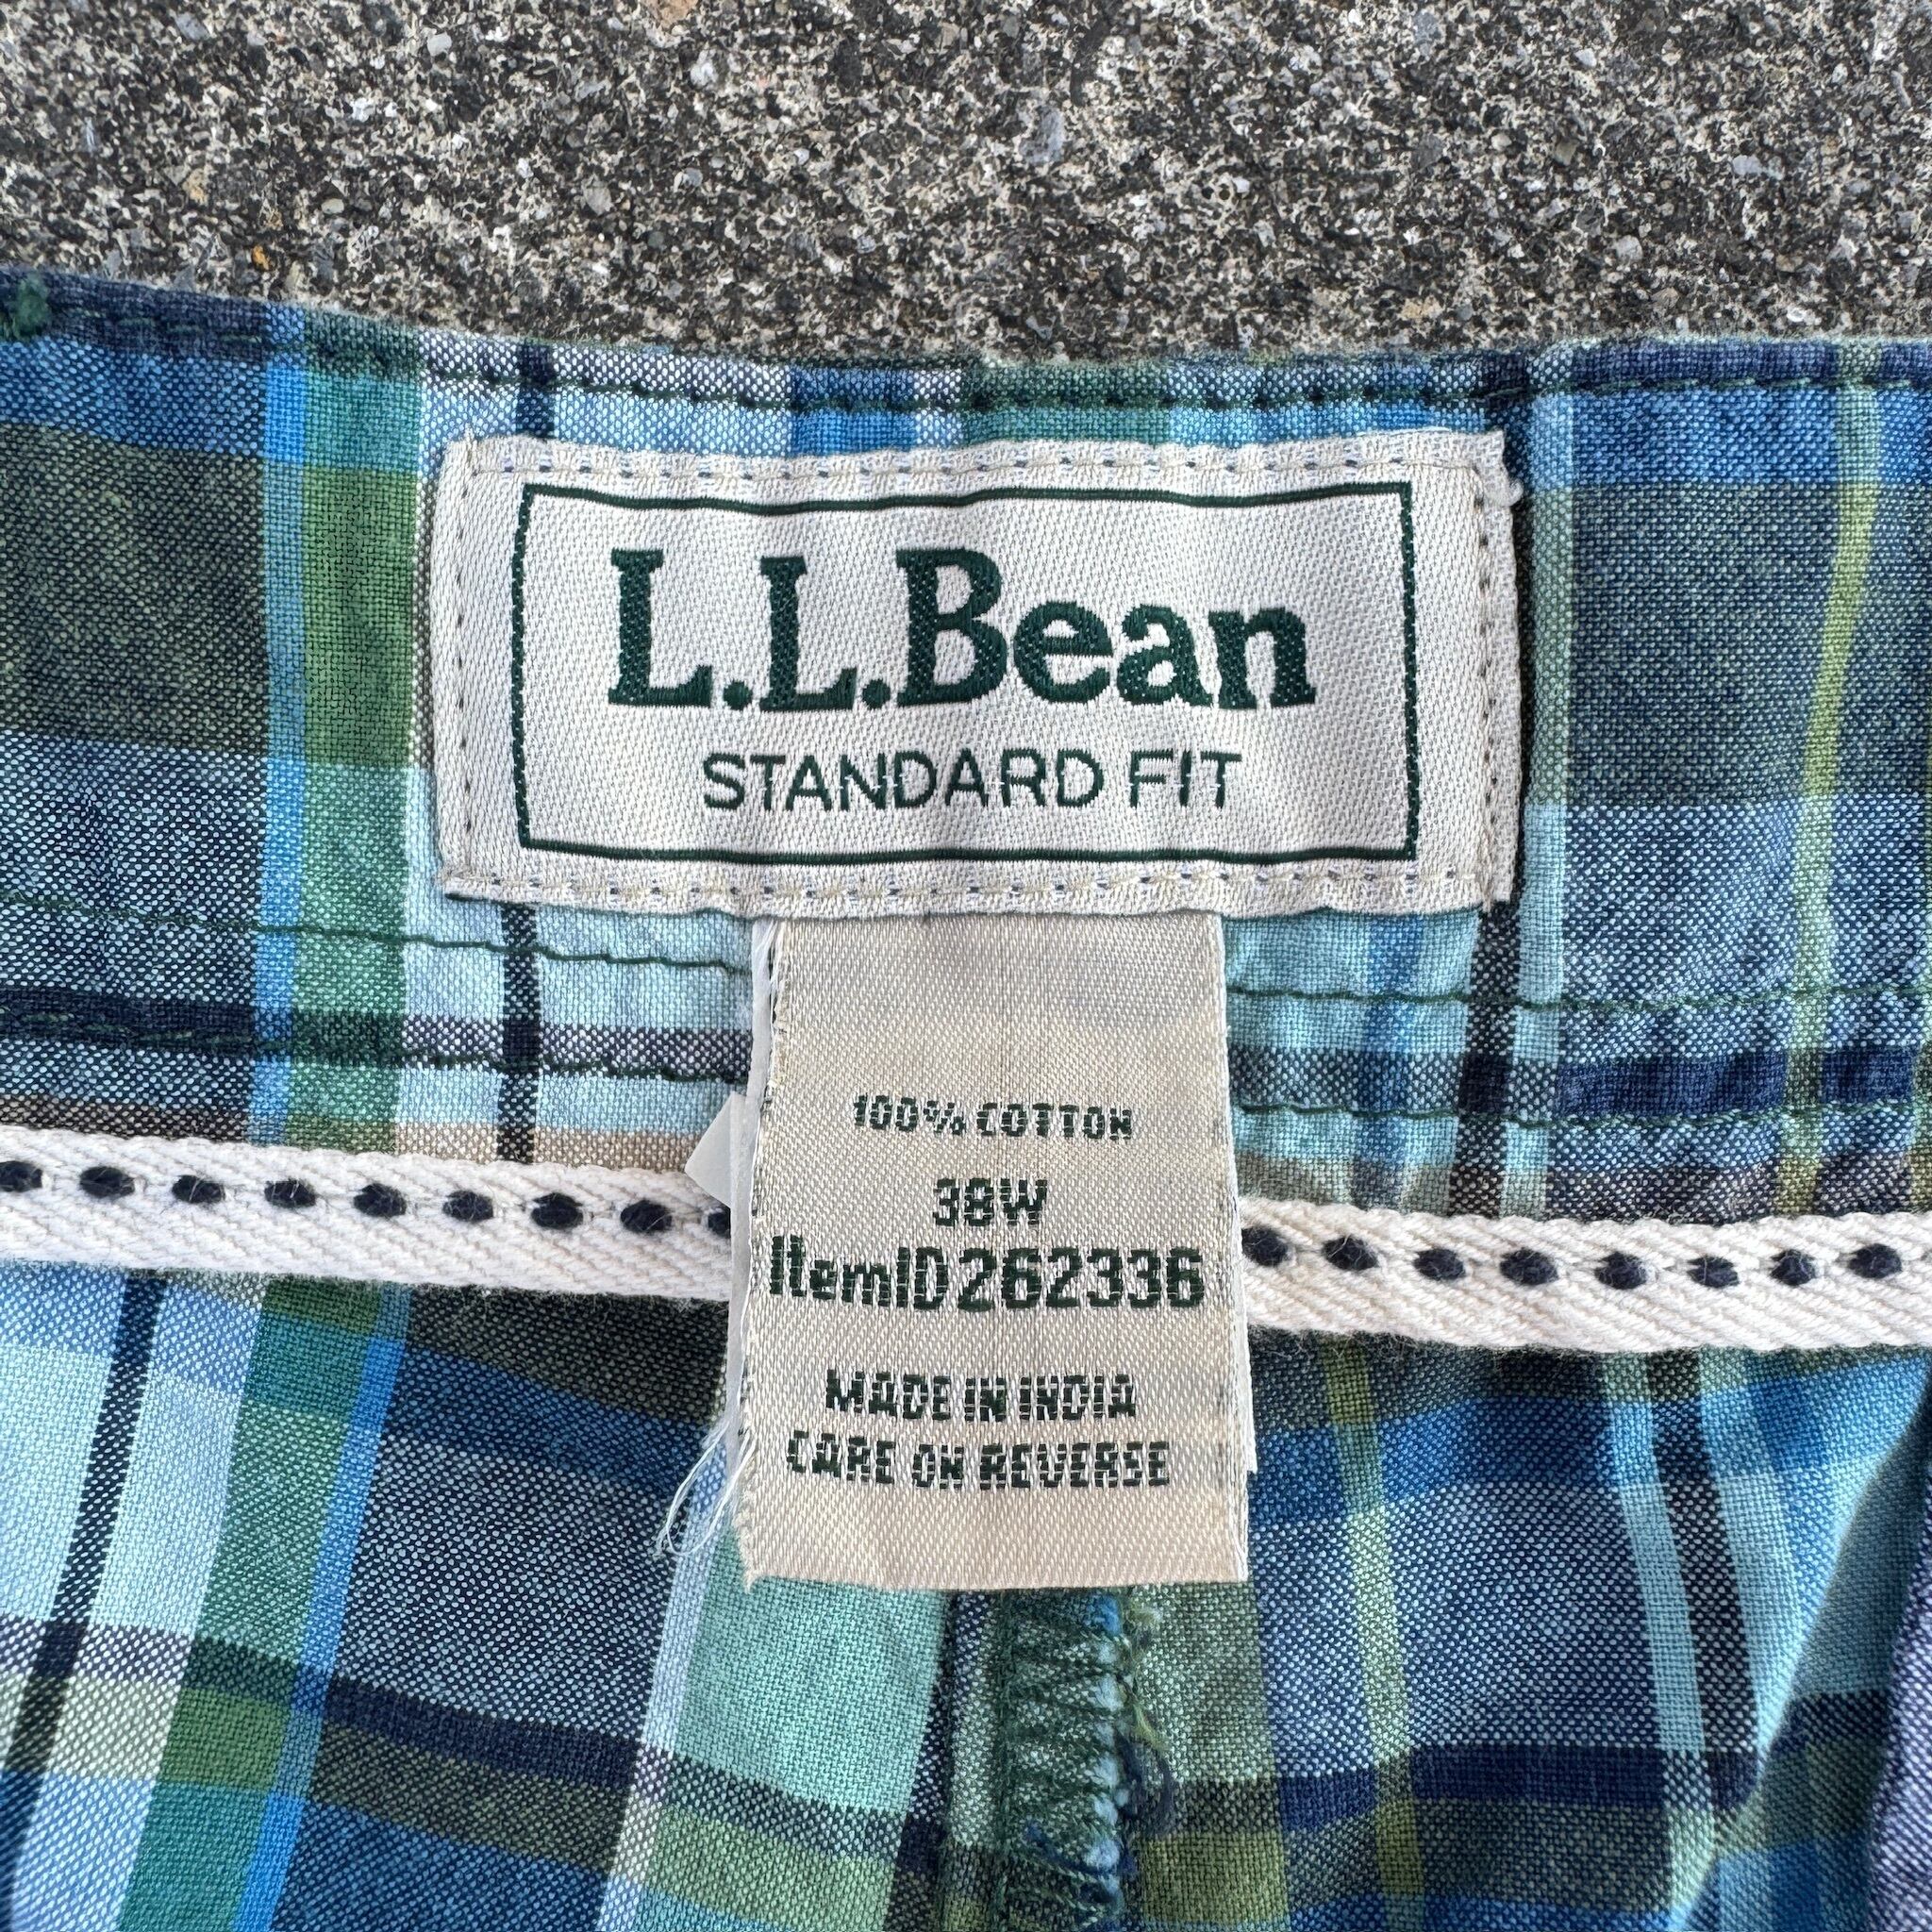 L.L.Bean
STANDARD FIT
100% COTTON
38W
ItemID262336
MADE IN INDIA
CARE ON REVERSE